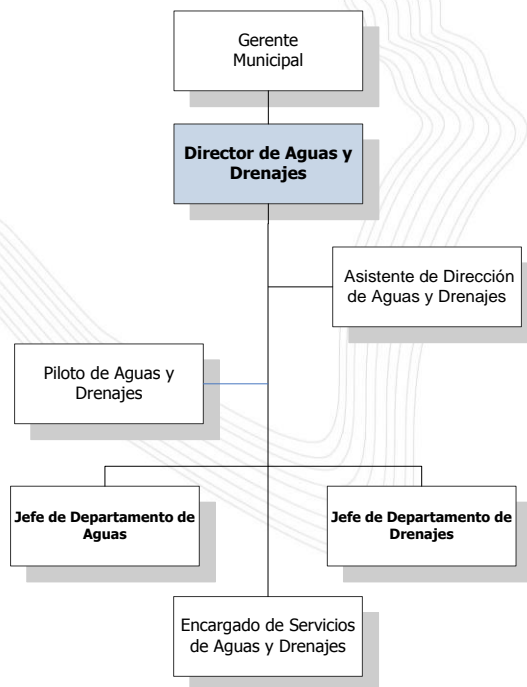 Gerente
Municipal
Director de Aguas y
Drenajes
Asistente de Dirección
de Aguas y Drenajes
Piloto de Aguas y
Drenajes
Jefe de Departamento de
Aguas
Jefe de Departamento de
Drenajes
Encargado de Servicios
de Aguas y Drenajes